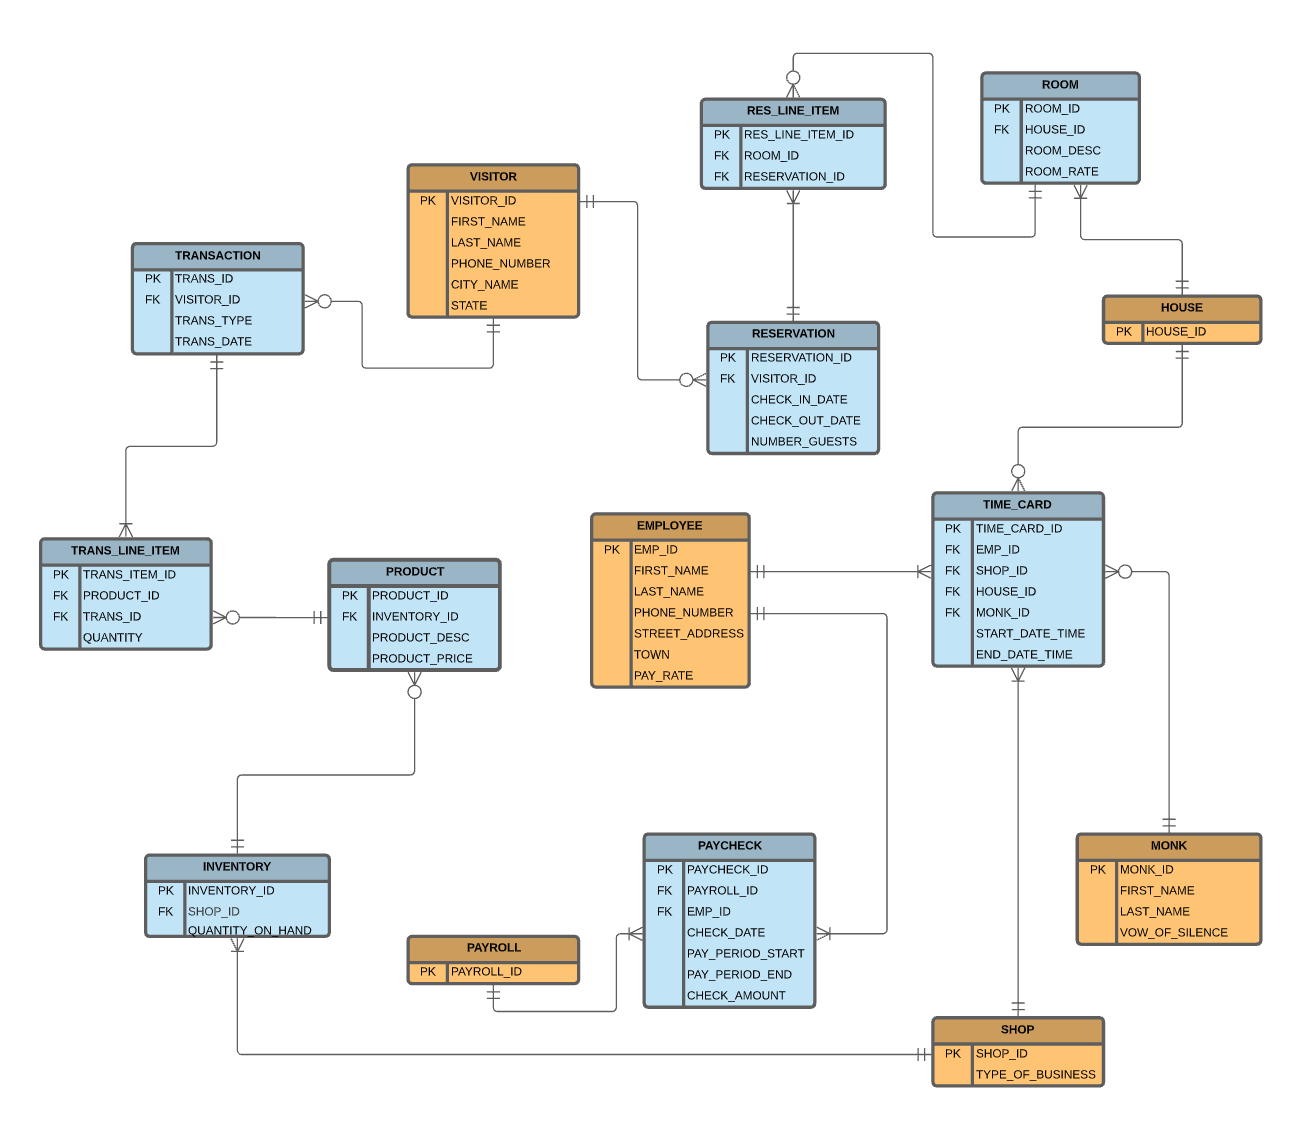 RES_LINE_ITEM
PK RES_LINE_ITEM_ID
FK ROOM_ID
FK RESERVATION_ID
ROOM
PK ROOM_ID
FK HOUSE_ID
ROOM_DESC
ROOM_RATE
VISITOR
PK VISITOR_ID
FIRST_NAME
LAST_NAME
PHONE_NUMBER
CITY_NAME
STATE
TRANSACTION
PK TRANS_ID
FK VISITOR_ID
TRANS_TYPE
TRANS_DATE
RESERVATION
PK RESERVATION_ID
FK VISITOR_ID
CHECK_IN_DATE
CHECK_OUT_DATE
NUMBER_GUESTS
HOUSE
PK HOUSE_ID
TRANS_LINE_ITEM
PK TRANS_ITEM_ID
FK PRODUCT_ID
FK TRANS_ID
QUANTITY
PRODUCT
PK PRODUCT_ID
FK INVENTORY_ID
PRODUCT_DESC
PRODUCT_PRICE
EMPLOYEE
PK EMP_ID
FIRST_NAME
LAST_NAME
PHONE_NUMBER
STREET_ADDRESS
TOWN
PAY_RATE
TIME_CARD
PK TIME_CARD_ID
FK EMP_ID
FK SHOP_ID
FK HOUSE_ID
FK MONK_ID
START_DATE_TIME
END_DATE_TIME
INVENTORY
PK INVENTORY_ID
FK SHOP_ID
QUANTITY_ON_HAND
PAYROLL
PK PAYROLL_ID
PAYCHECK
PK PAYCHECK_ID
FK PAYROLL_ID
FK EMP_ID
CHECK_DATE
PAY_PERIOD_START
PAY_PERIOD_END
CHECK_AMOUNT
MONK
PK MONK_ID
FIRST_NAME
LAST_NAME
VOW_OF_SILENCE
SHOP
PK SHOP_ID
TYPE_OF_BUSINESS